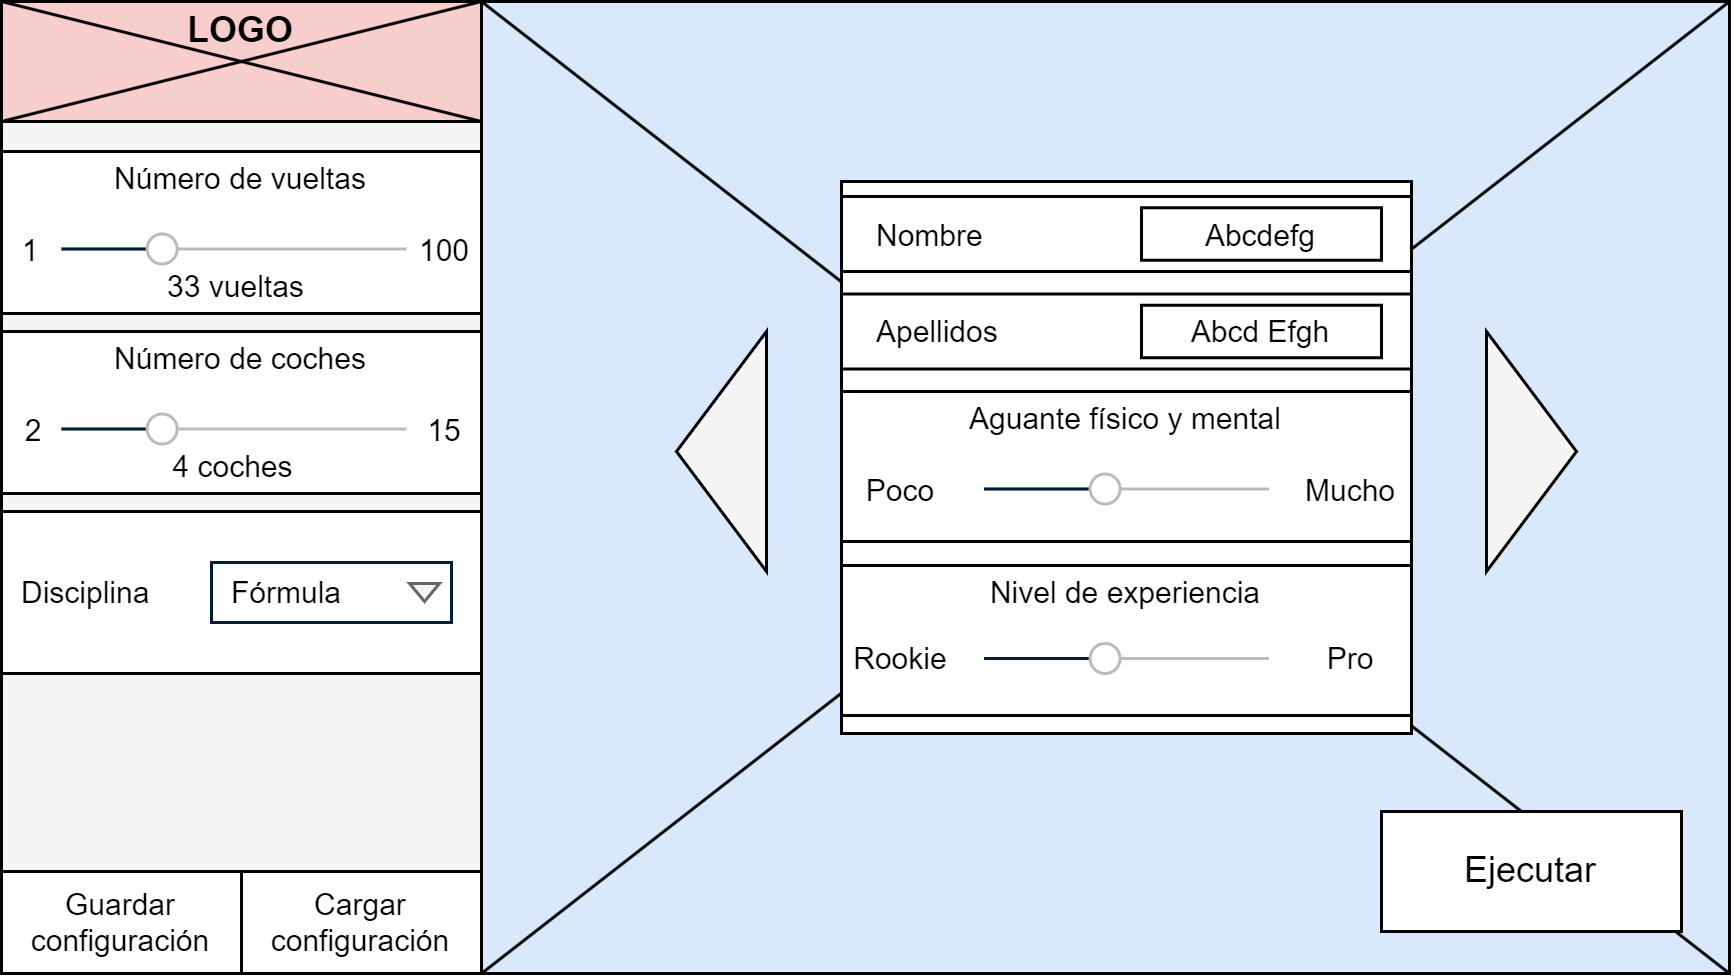 LOGO
Número de vueltas
1
100
33 vueltas
Número de coches
2
15
4 coches
Disciplina
Fórmula
Guardar
configuración
Cargar
configuración
Nombre
Abcdefg
Apellidos
Abcd Efgh
Aguante físico y mental
Poco
Mucho
Nivel de experiencia
Rookie
Pro
Ejecutar